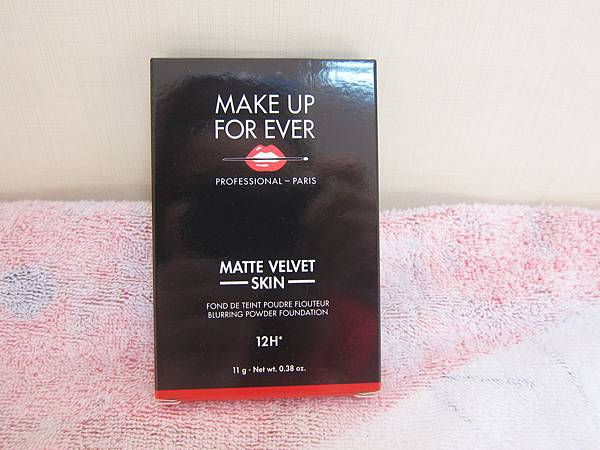 MAKE UP
FOR EVER
PROFESSIONAL – PARIS
MATTE VELVET
SKIN
FOND DE TEINT POUDRE FLOUTEUR
BLURRING POWDER FOUNDATION
12H*
11 g - Net wt. 0.38 oz.